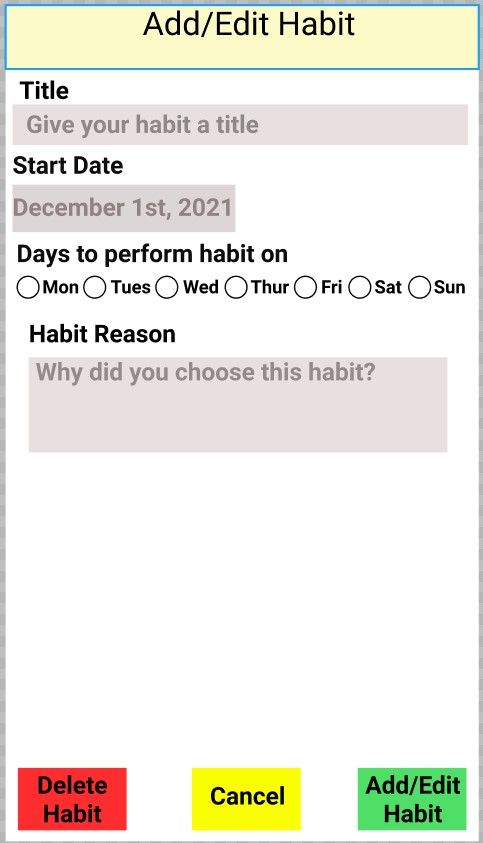 Add/Edit Habit
Title
Give your habit a title
Start Date
December 1st, 2021
Days to perform habit on
Mon Tues Wed Thur Fri Sat Sun
Habit Reason
Why did you choose this habit?
Delete
Habit
Cancel
Add/Edit
Habit